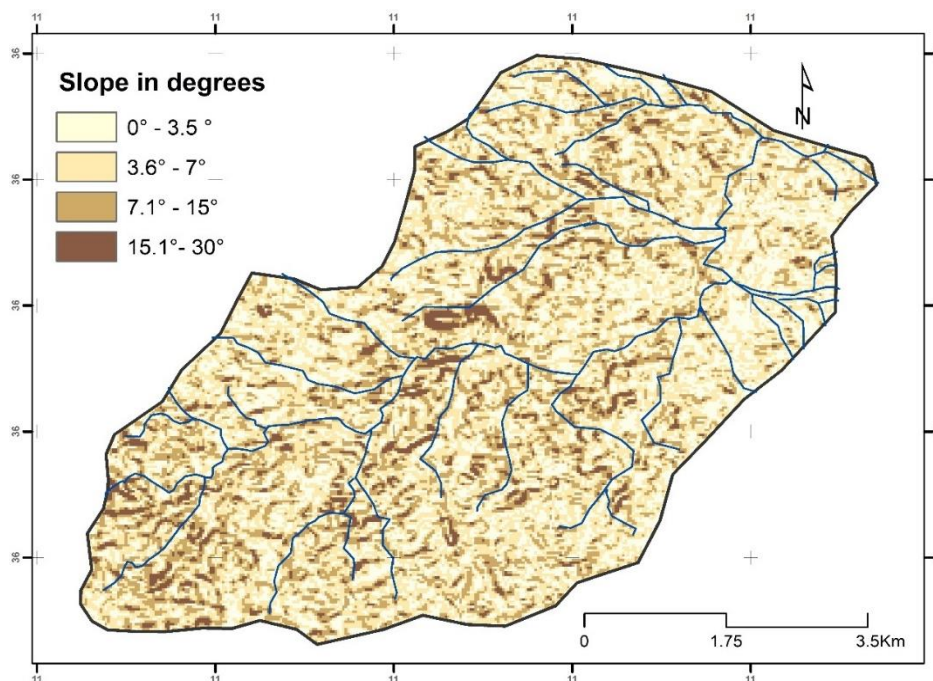 11 11 11 11 11
36
Slope in degrees
0° - 3.5 °
3.6° - 7°
7.1° - 15°
15.1°- 30°
N
36
36
36
36
0 1.75 3.5Km
11 11 11 11 11